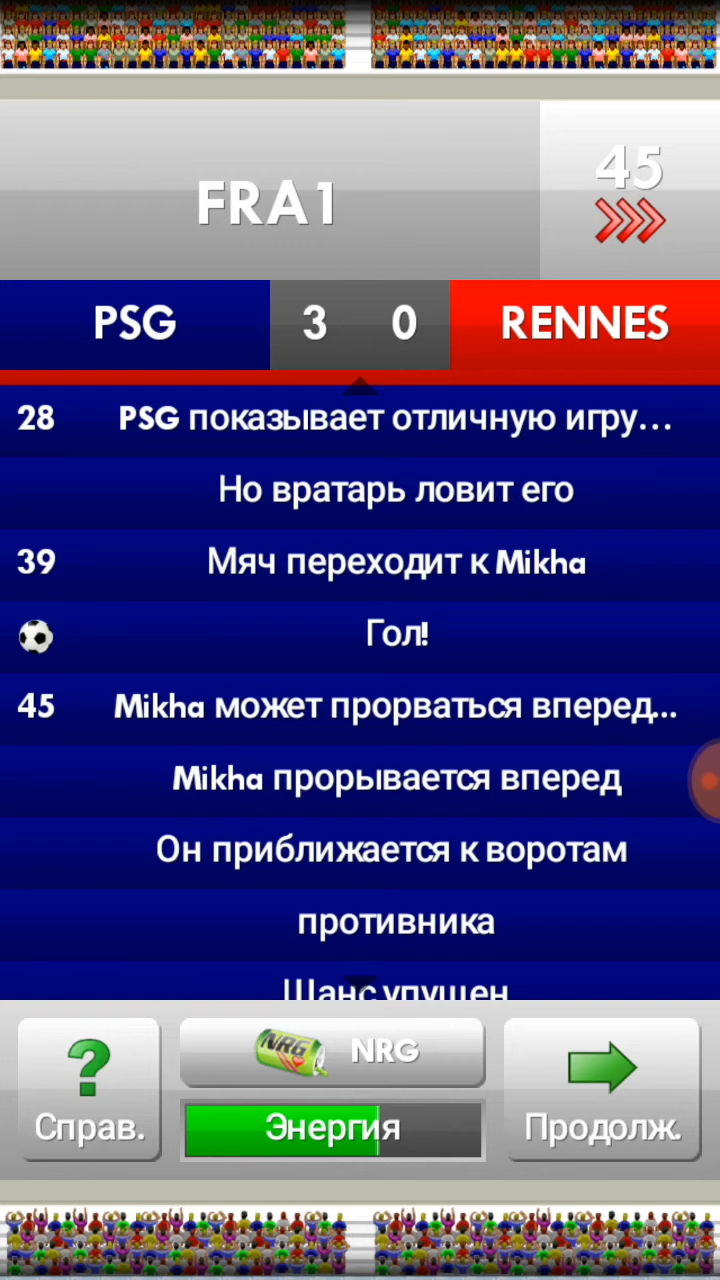 FRA1
45
PSG 3 0 RENNES
28 PSG показывает отличную игру...
Но вратарь ловит его
39 Мяч переходит к Mikha
Гол!
45 Mikha может прорваться вперед...
Mikha прорывается вперед
Он приближается к воротам
противника
Шанс упущен
NRG NRG
? Справ.
Энергия
Продолж.